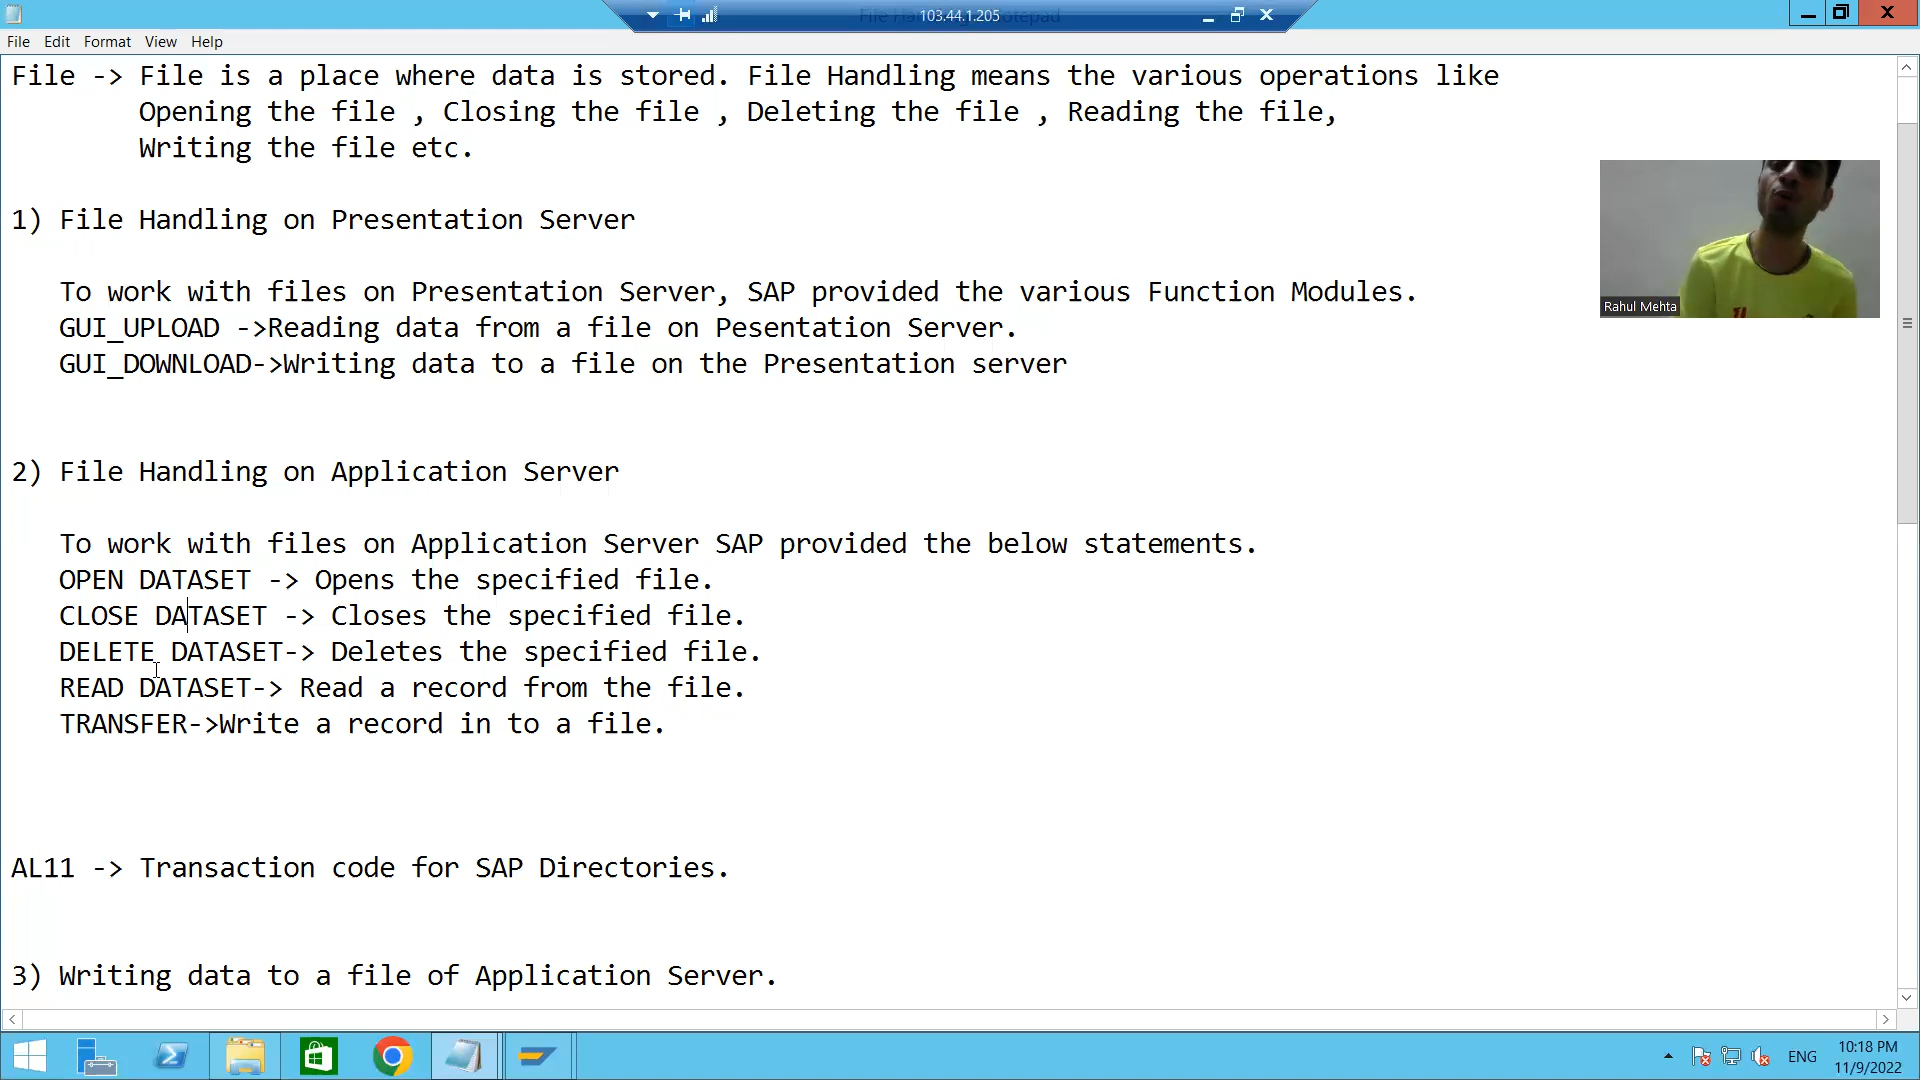 103.44.1.205
File Edit Format View Help
File -> File is a place where data is stored. File Handling means the various operations like
Opening the file , Closing the file , Deleting the file , Reading the file,
Writing the file etc.
1) File Handling on Presentation Server
To work with files on Presentation Server, SAP provided the various Function Modules.
GUI_UPLOAD ->Reading data from a file on Pesentation Server.
GUI_DOWNLOAD->Writing data to a file on the Presentation server
Rahul Mehta
2) File Handling on Application Server
To work with files on Application Server SAP provided the below statements.
OPEN DATASET -> Opens the specified file.
CLOSE DATASET -> Closes the specified file.
DELETE DATASET-> Deletes the specified file.
READ DATASET-> Read a record from the file.
TRANSFER->Write a record in to a file.
AL11 -> Transaction code for SAP Directories.
3) Writing data to a file of Application Server.
ENG
10:18 PM
11/9/2022